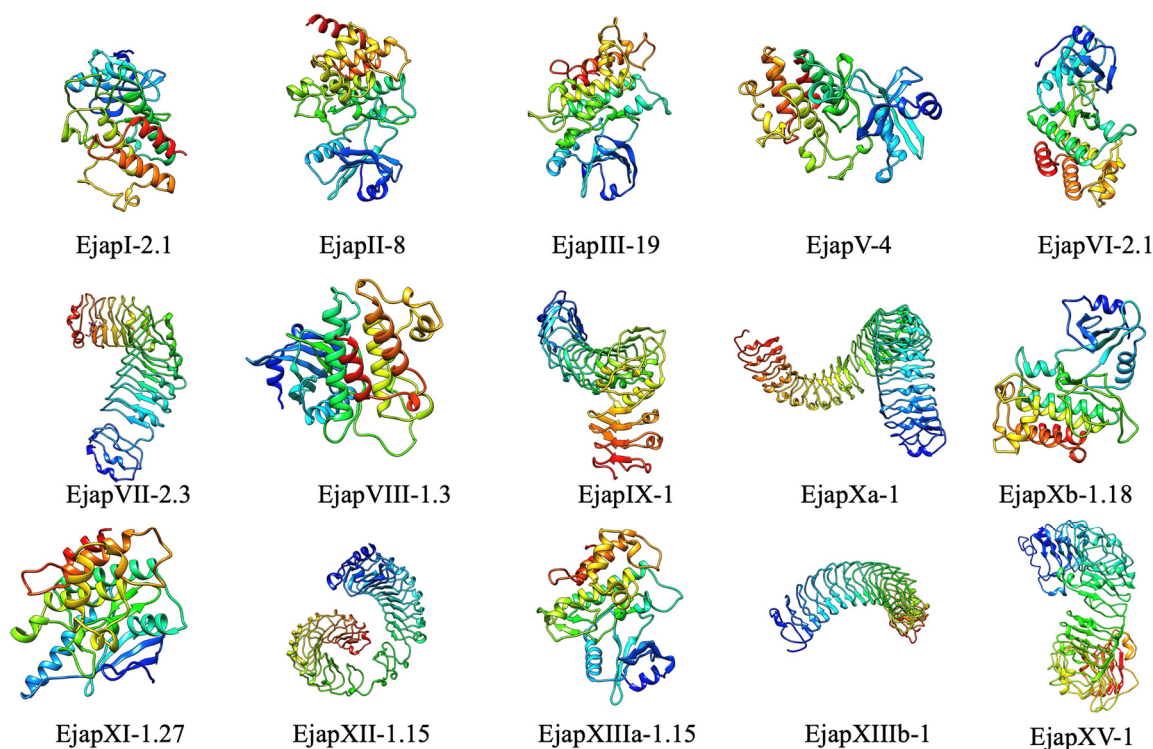 EjapI-2.1
EjapII-8
EjapIII-19
EjapV-4
EjapVI-2.1
EjapVII-2.3
EjapVIII-1.3
EjapIX-1
EjapXa-1
EjapXb-1.18
EjapXI-1.27
EjapXII-1.15
EjapXIIIa-1.15
EjapXIIIb-1
EjapXV-1